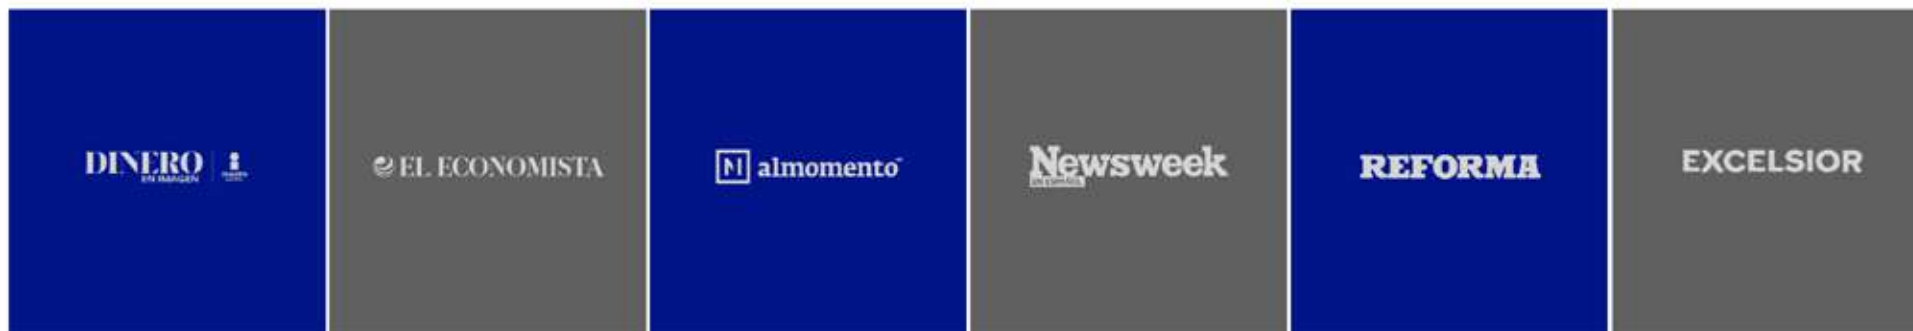 DINERO
EN IMAGEN
EL ECONOMISTA
almomento
Newsweek
EN ESPAÑOL
REFORMA
EXCELSIOR